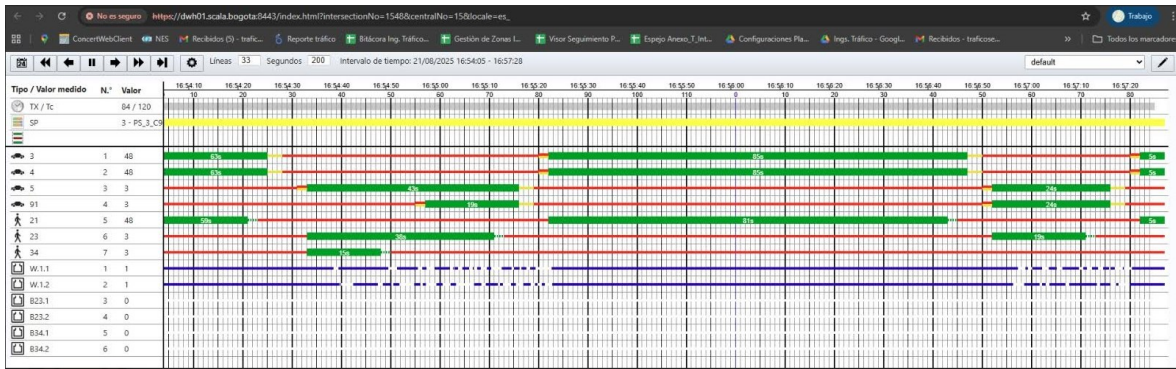 No es seguro https://dwh01.scala.bogota:8443/index.html?intersectionNo=1548&centralNo=15&locale=es_ Trabajo
ConcertWebClient NES Recibidos (5) - trafic... Reporte tráfico Bitácora Ing. Tráfico... Gestión de Zonas I... Visor Seguimiento P... Espejo Anexo_T_Int... Configuraciones Pla... Ings. Tráfico - Googl... Recibidos - traficose... » Todos los marcadores
Líneas 33 Segundos 200 Intervalo de tiempo: 21/08/2025 16:54:05 - 16:57:28 default
Tipo / Valor medido N.° Valor 16:54:10 16:54:20 16:54:30 16:54:40 16:54:50 16:55:00 16:55:10 16:55:20 16:55:30 16:55:40 16:55:50 16:56:00 16:56:10 16:56:20 16:56:30 16:56:40 16:56:50 16:57:00 16:57:10 16:57:20
10 20 30 40 50 60 70 80 90 100 110 0 10 20 30 40 50 60 70 80
TX / Tc 84 / 120
SP 3 - PS_3_C9
3 1 48 63s 85s 5s
4 2 48 63s 85s 5s
5 3 3 43s 24s
91 4 3 19s 24s
21 5 48 59s 81s 5s
23 6 3 38s 19s
34 7 3 15s
W.1.1 1 1
W.1.2 2 1
B23.1 3 0
B23.2 4 0
B34.1 5 0
B34.2 6 0